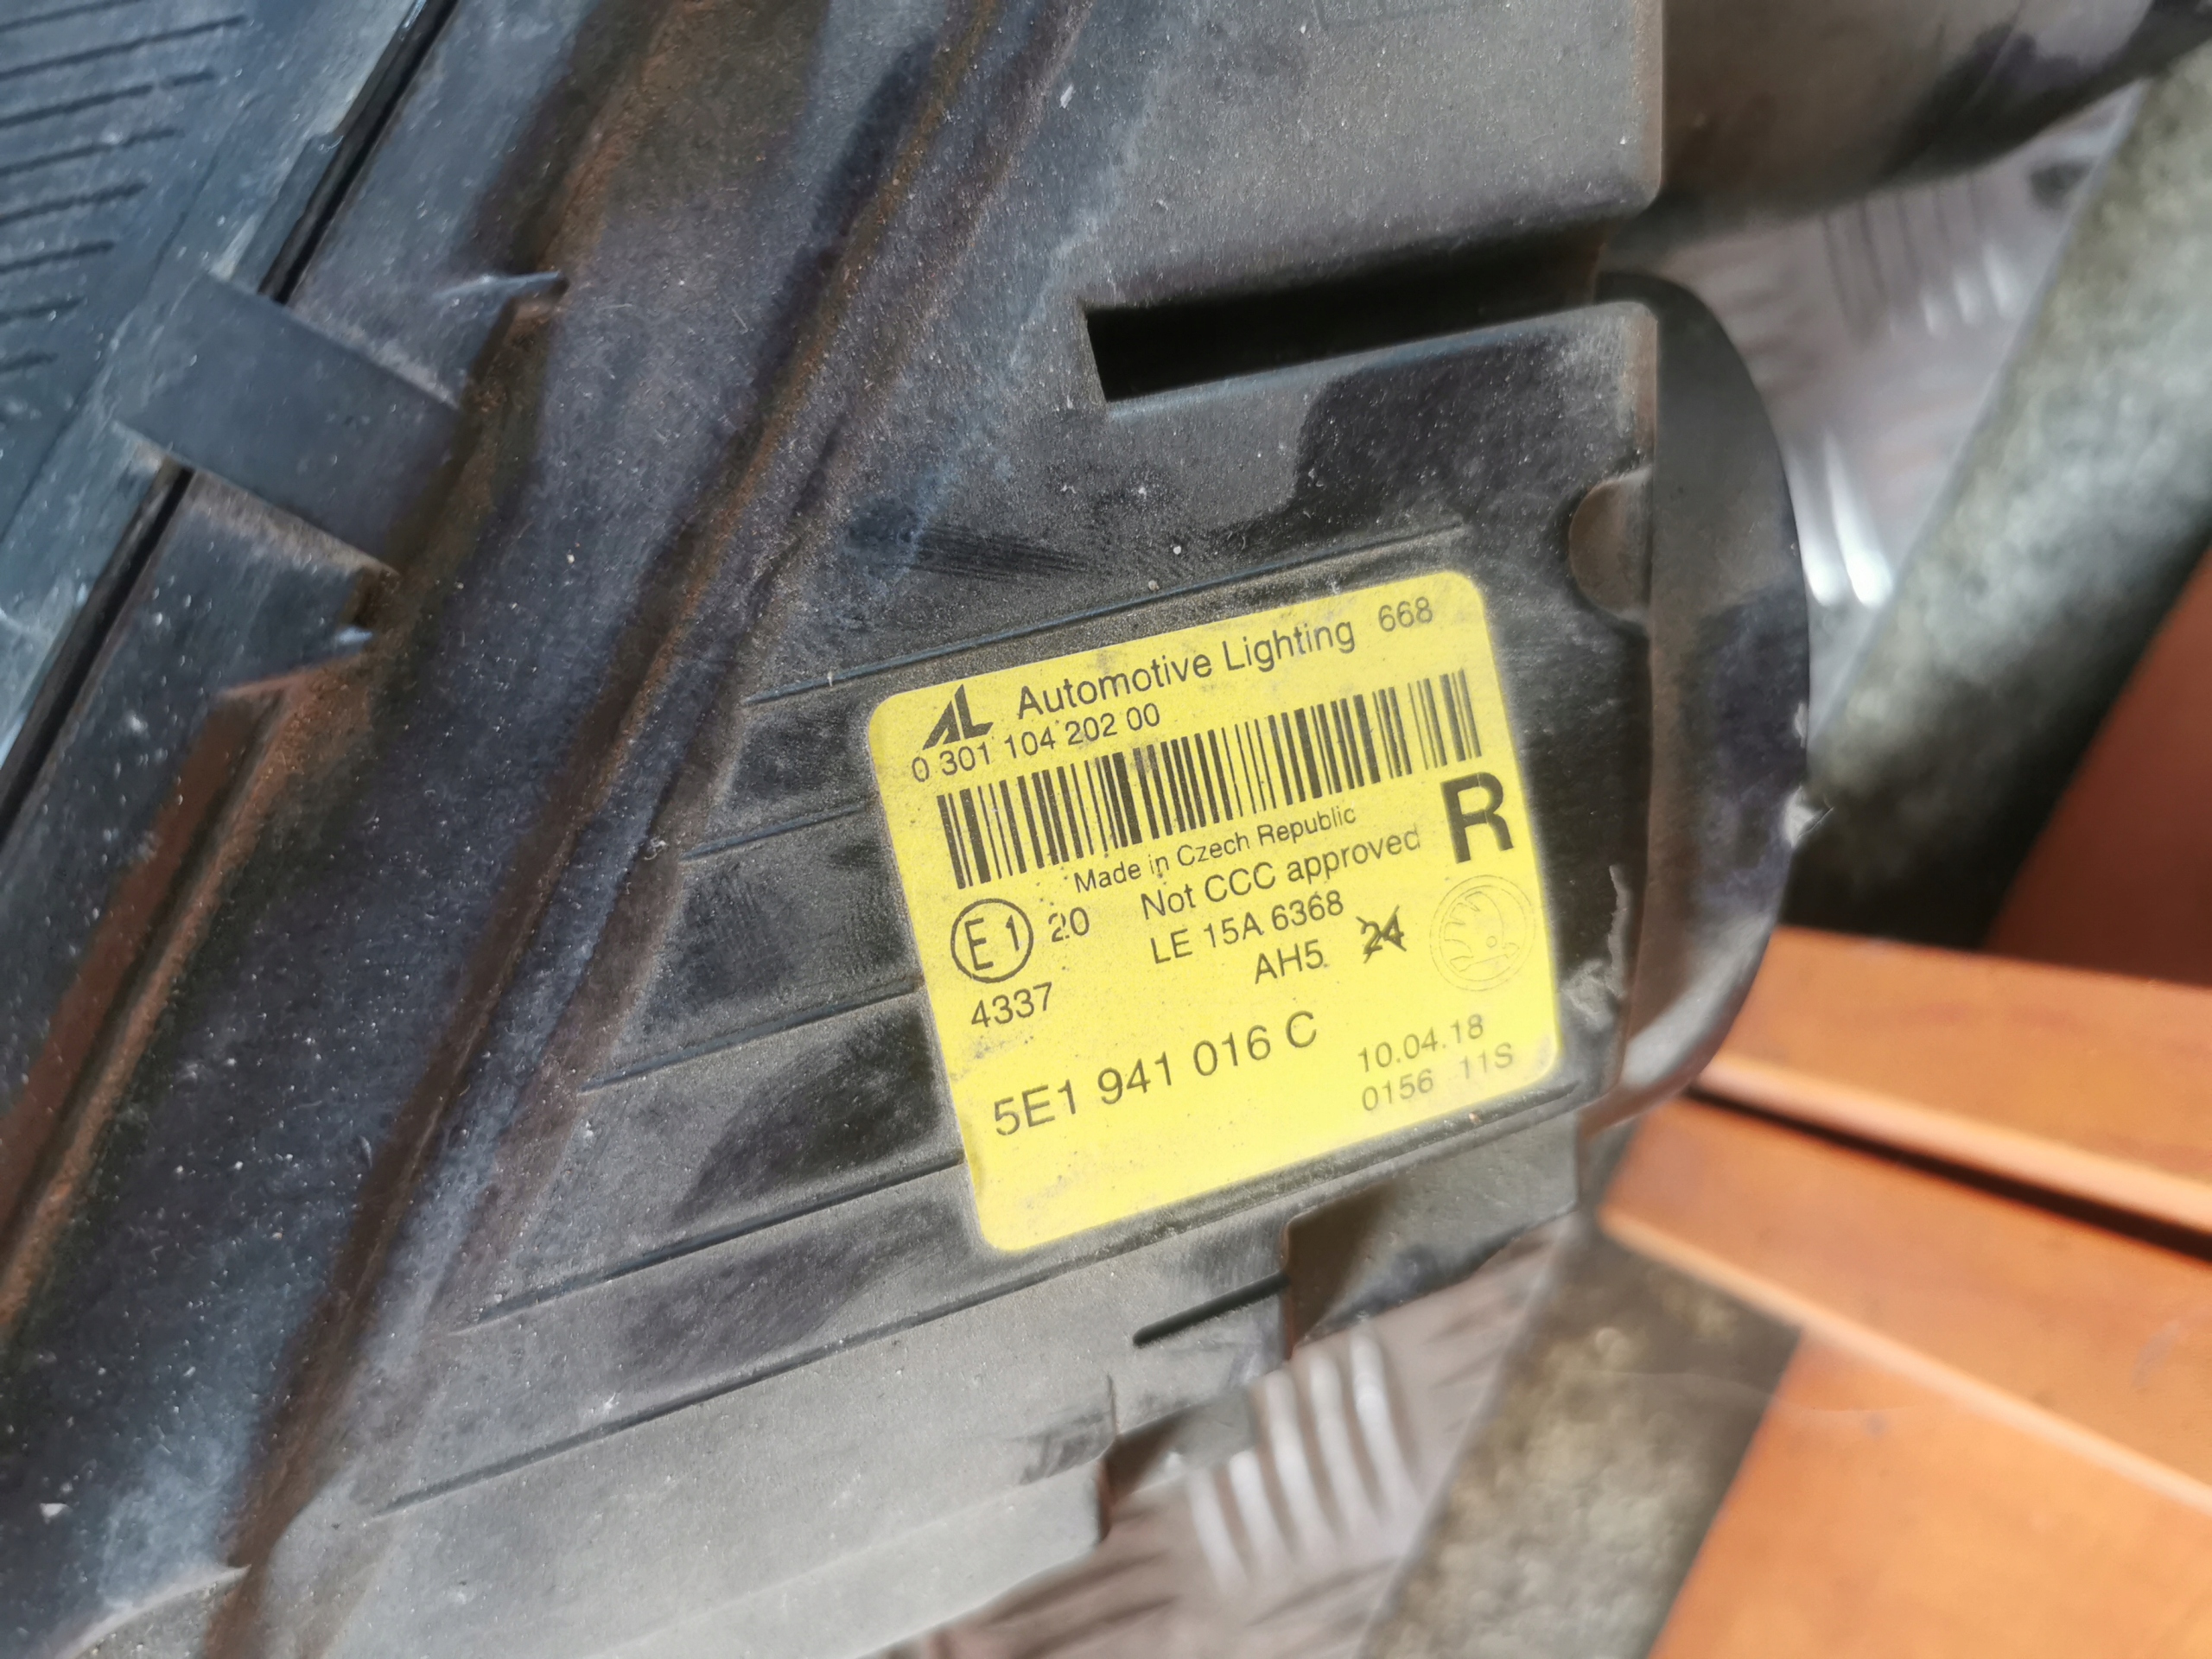 AL Automotive Lighting 668
0 301 104 202 00
Made in Czech Republic
R
Not CCC approved
E1 20
LE 15A 6368
AH5 24
4337
5E1 941 016 C
10.04.18
0156 11S